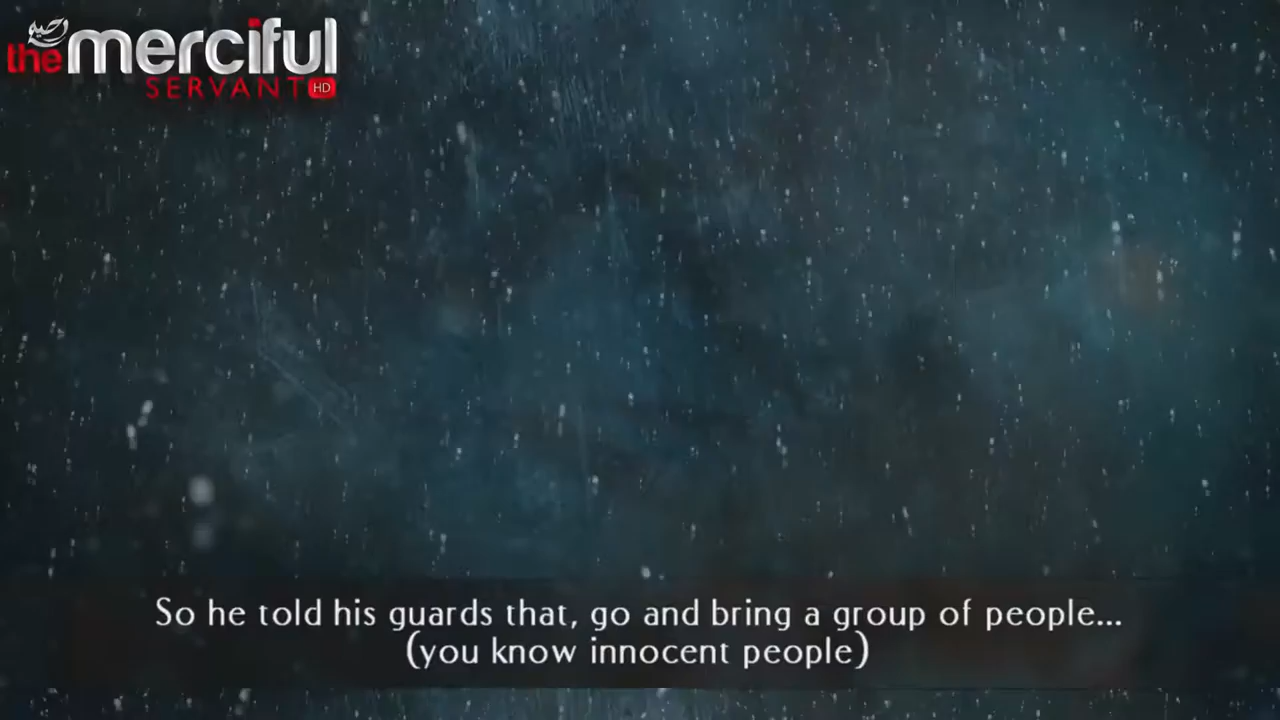 the merciful
SERVANT HD
So he told his guards that, go and bring a group of people...
(you know innocent people)